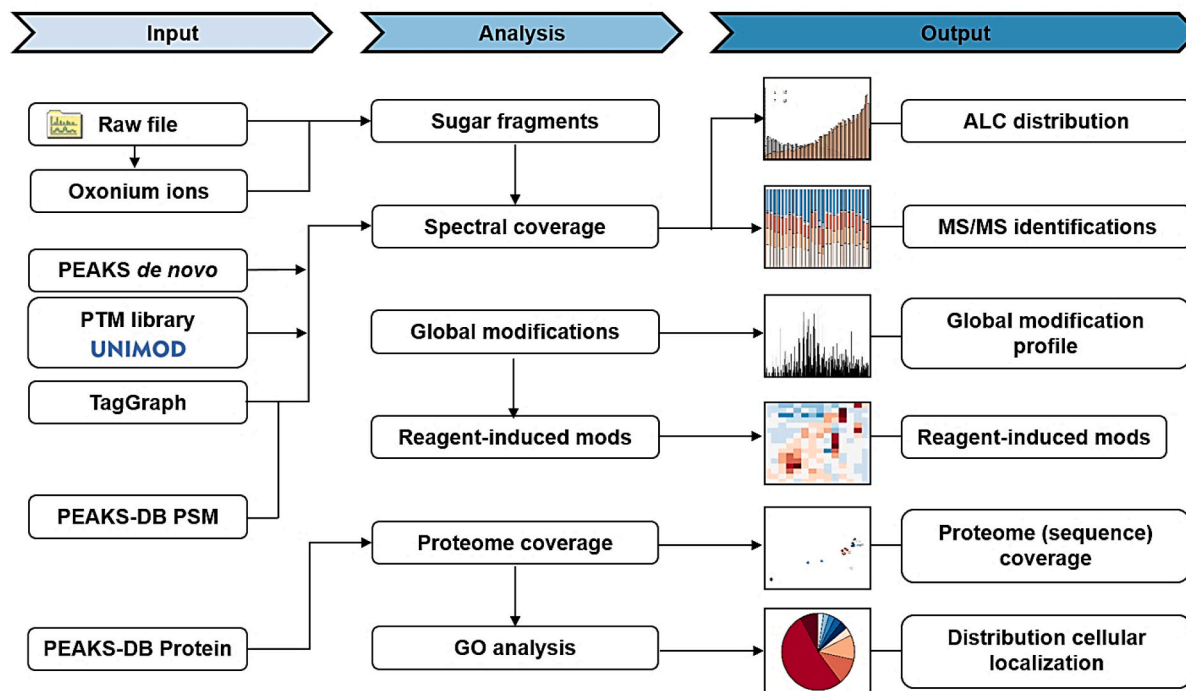 Input
Analysis
Output
Raw file
Oxonium ions
PEAKS de novo
PTM library
UNIMOD
TagGraph
PEAKS-DB PSM
PEAKS-DB Protein
Sugar fragments
Spectral coverage
Global modifications
Reagent-induced mods
Proteome coverage
GO analysis
ALC distribution
MS/MS identifications
Global modification
profile
Reagent-induced mods
Proteome (sequence)
coverage
Distribution cellular
localization